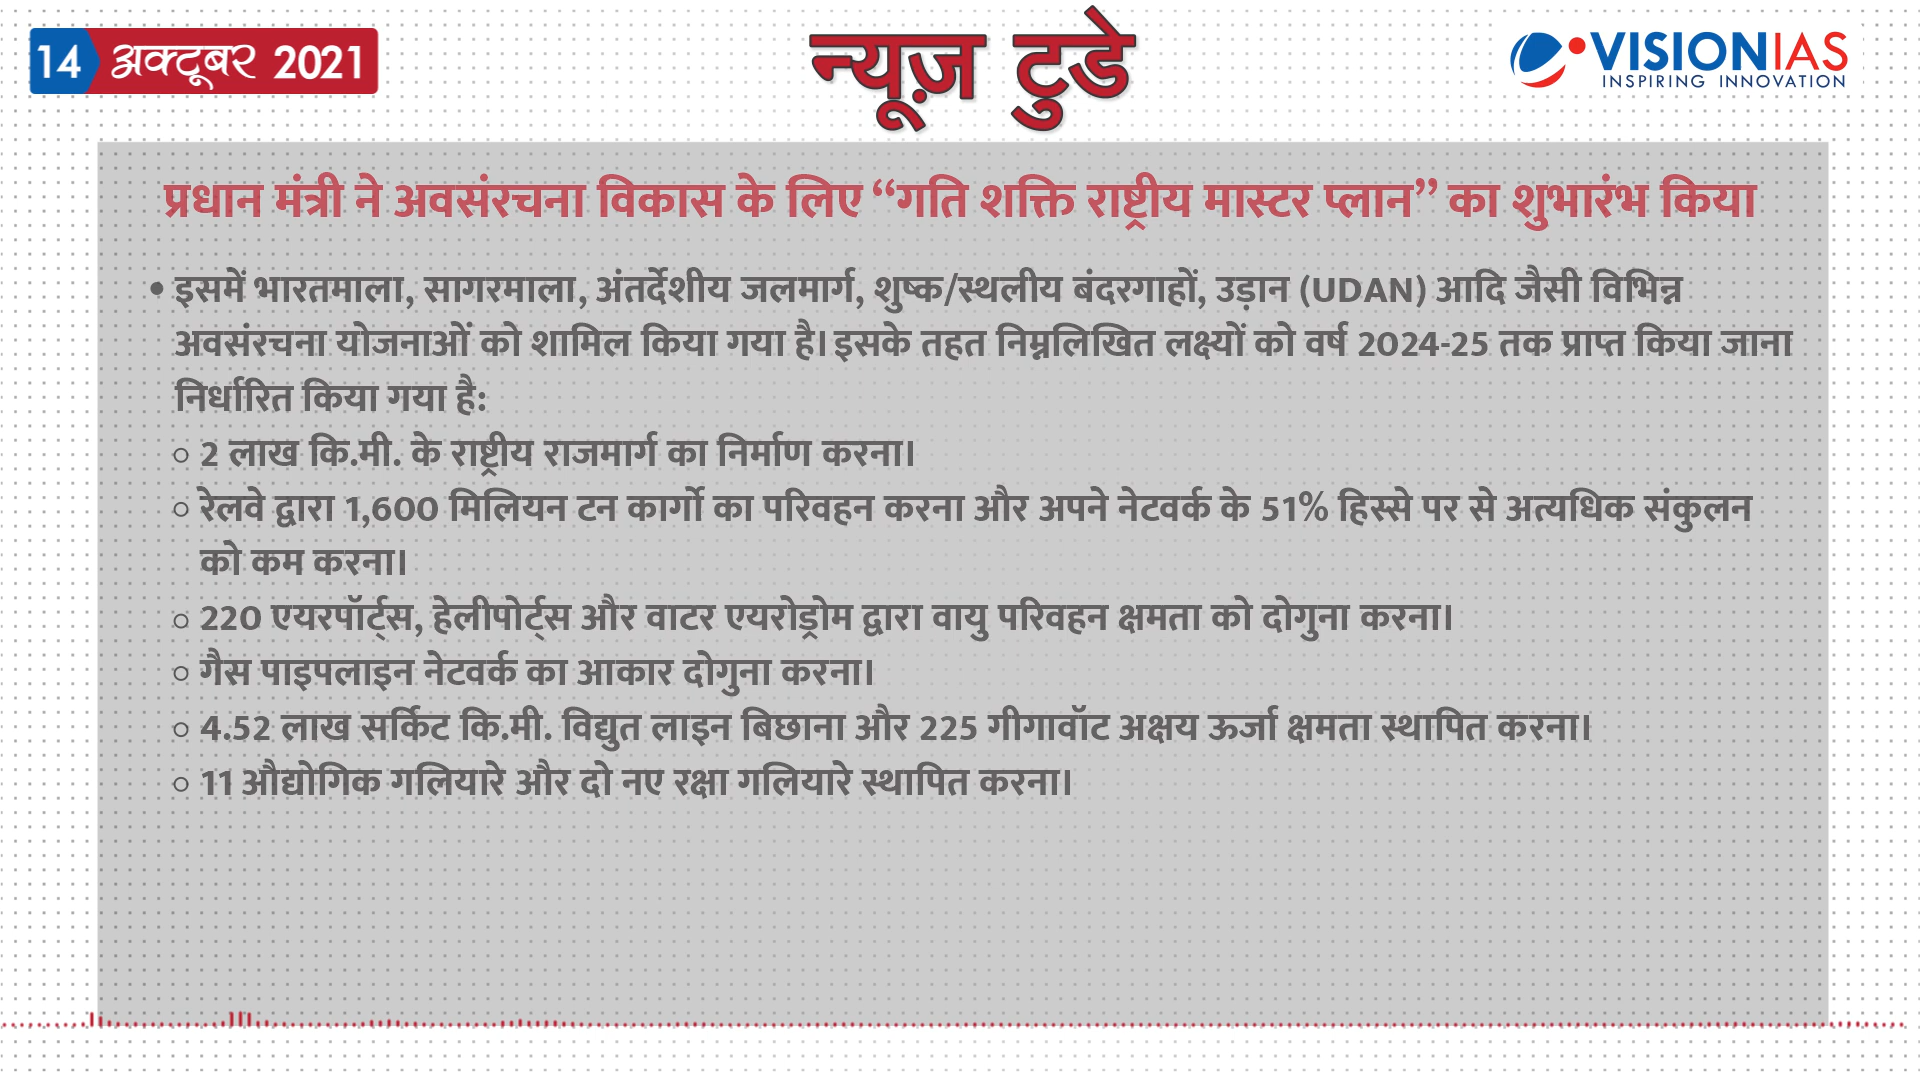 14 अक्टूबर 2021
न्यूज़ टुडे
VISIONIAS
INSPIRING INNOVATION
प्रधान मंत्री ने अवसंरचना विकास के लिए “गति शक्ति राष्ट्रीय मास्टर प्लान” का शुभारंभ किया
• इसमें भारतमाला, सागरमाला, अंतर्देशीय जलमार्ग, शुष्क/स्थलीय बंदरगाहों, उड़ान (UDAN) आदि जैसी विभिन्न
अवसंरचना योजनाओं को शामिल किया गया है। इसके तहत निम्नलिखित लक्ष्यों को वर्ष 2024-25 तक प्राप्त किया जाना
निर्धारित किया गया है:
○ 2 लाख कि.मी. के राष्ट्रीय राजमार्ग का निर्माण करना।
○ रेलवे द्वारा 1,600 मिलियन टन कार्गो का परिवहन करना और अपने नेटवर्क के 51% हिस्से पर से अत्यधिक संकुलन
को कम करना।
○ 220 एयरपॉर्ट्स, हेलीपोर्ट्स और वाटर एयरोड्रोम द्वारा वायु परिवहन क्षमता को दोगुना करना।
○ गैस पाइपलाइन नेटवर्क का आकार दोगुना करना।
○ 4.52 लाख सर्किट कि.मी. विद्युत लाइन बिछाना और 225 गीगावॉट अक्षय ऊर्जा क्षमता स्थापित करना।
○ 11 औद्योगिक गलियारे और दो नए रक्षा गलियारे स्थापित करना।